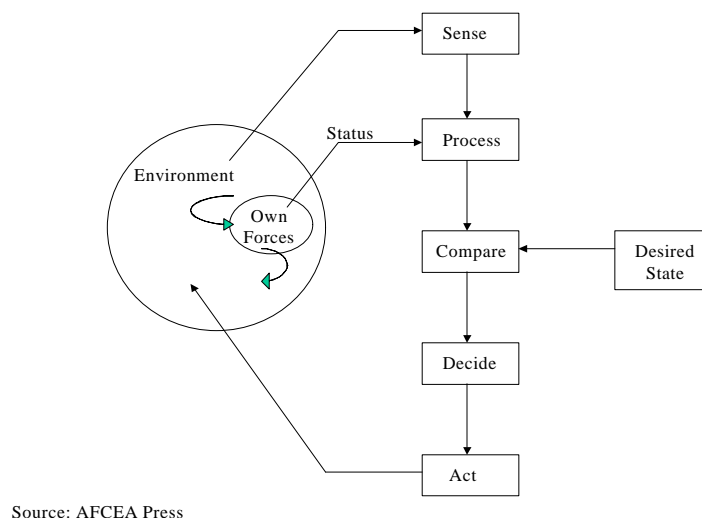 Sense
Status
Process
Environment
Own
Forces
Compare
Desired
State
Decide
Act
Source: AFCEA Press